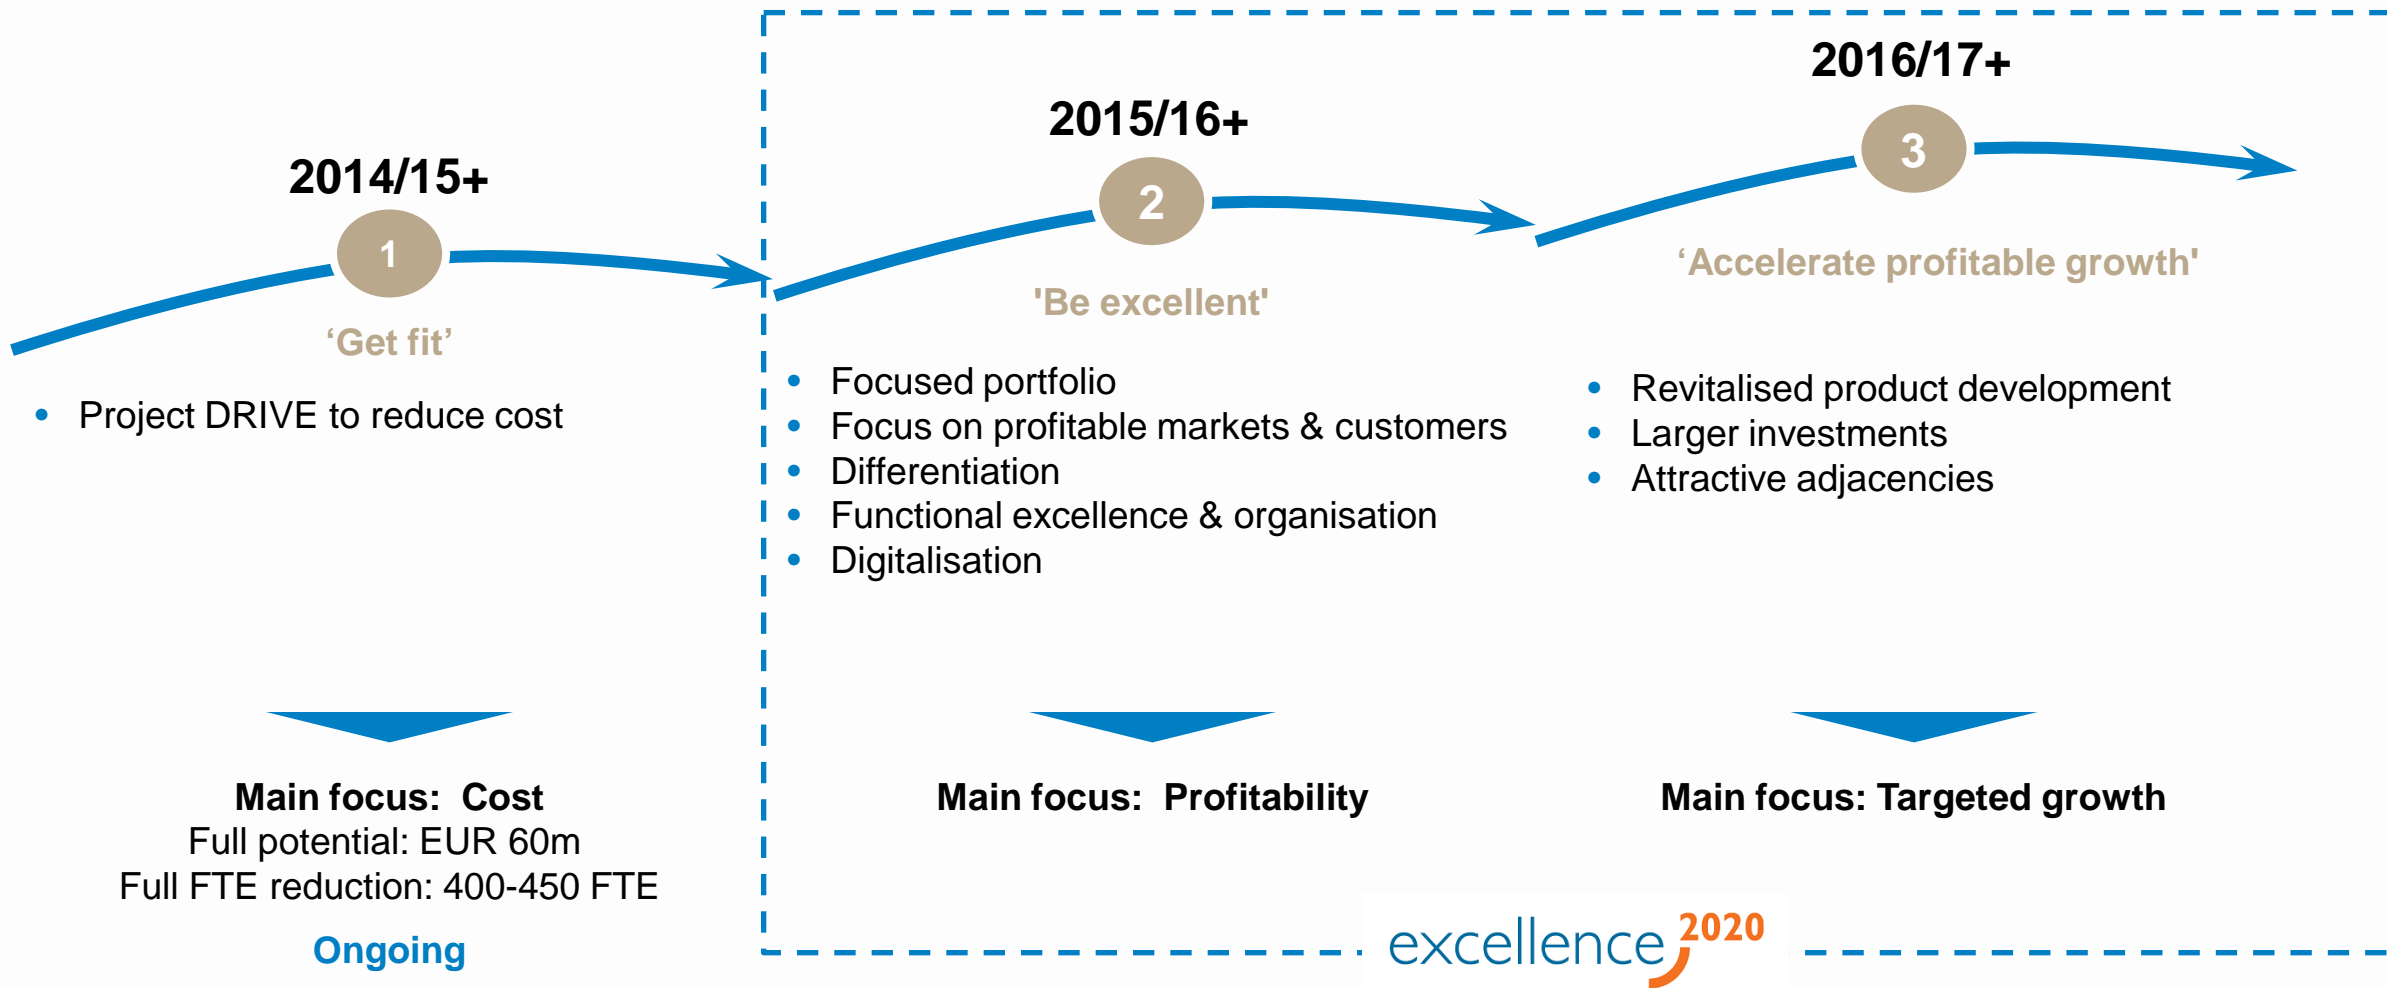 2014/15+
1
‘Get fit’
• Project DRIVE to reduce cost
Main focus: Cost
Full potential: EUR 60m
Full FTE reduction: 400-450 FTE
Ongoing
2015/16+
2
'Be excellent'
• Focused portfolio
• Focus on profitable markets & customers
• Differentiation
• Functional excellence & organisation
• Digitalisation
Main focus: Profitability
2016/17+
3
‘Accelerate profitable growth'
• Revitalised product development
• Larger investments
• Attractive adjacencies
Main focus: Targeted growth
excellence 2020